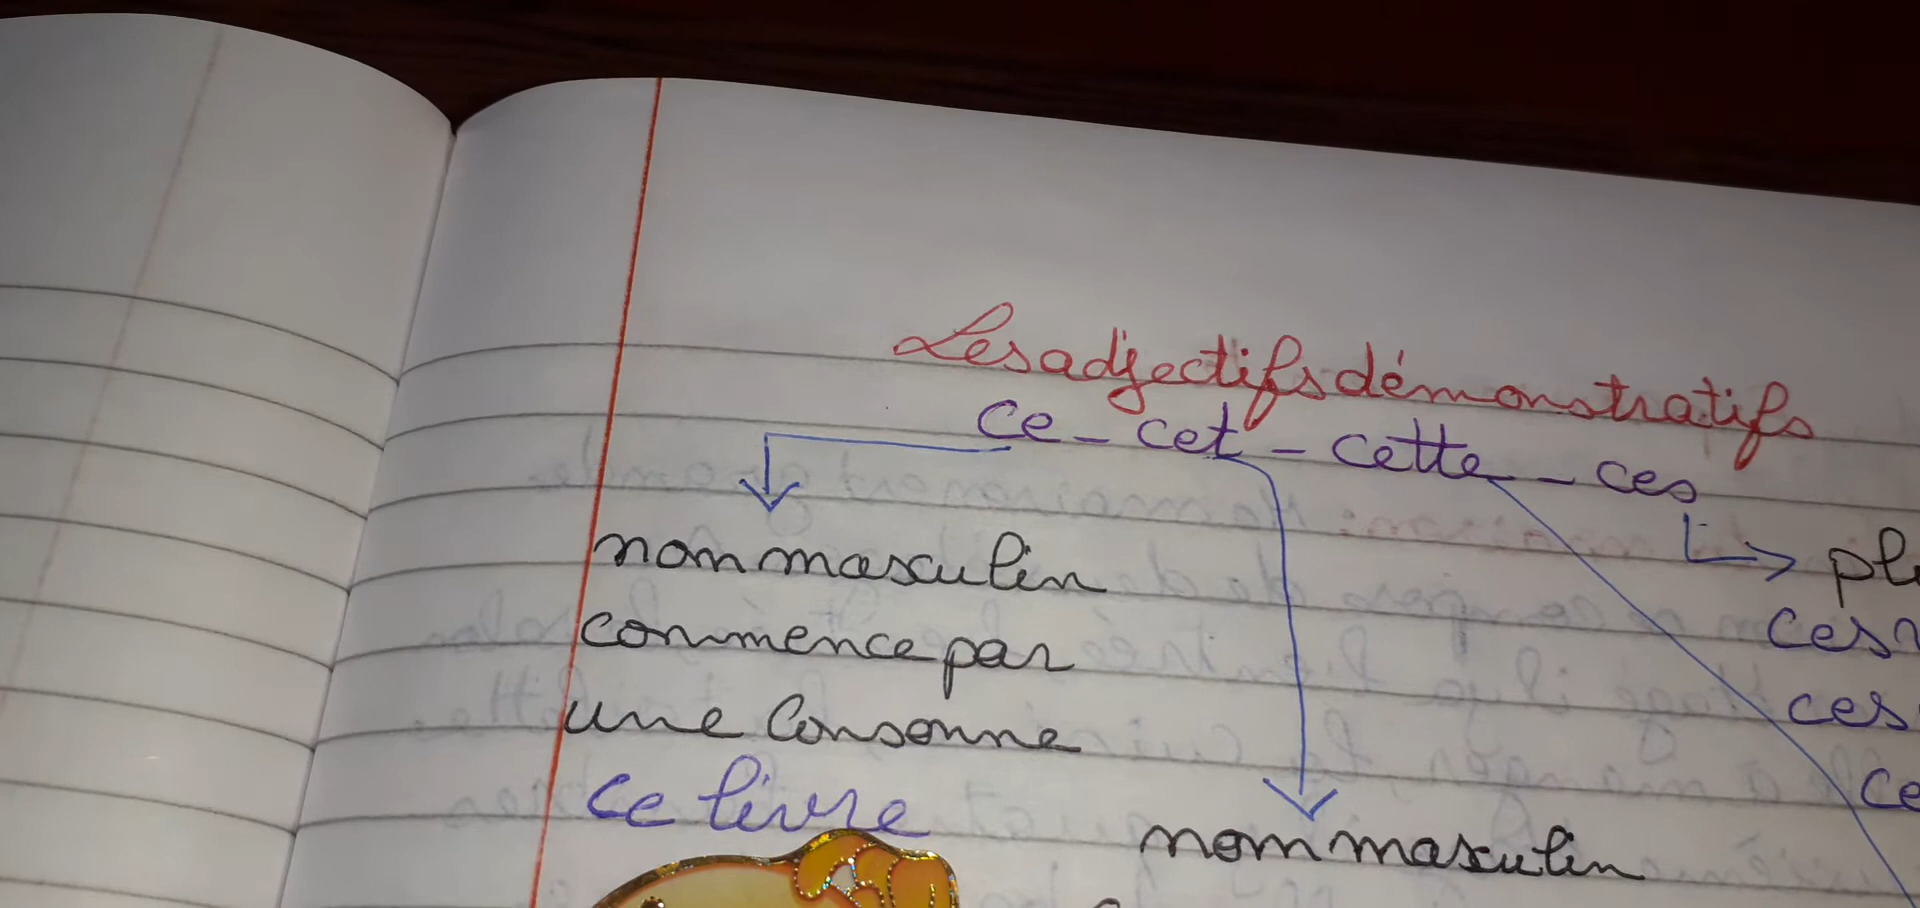 Les adjectifs démonstratifs
ce - cet - cette - ces
nom masculin
commence par
une consonne
ce livre
nom masculin
ces
ces